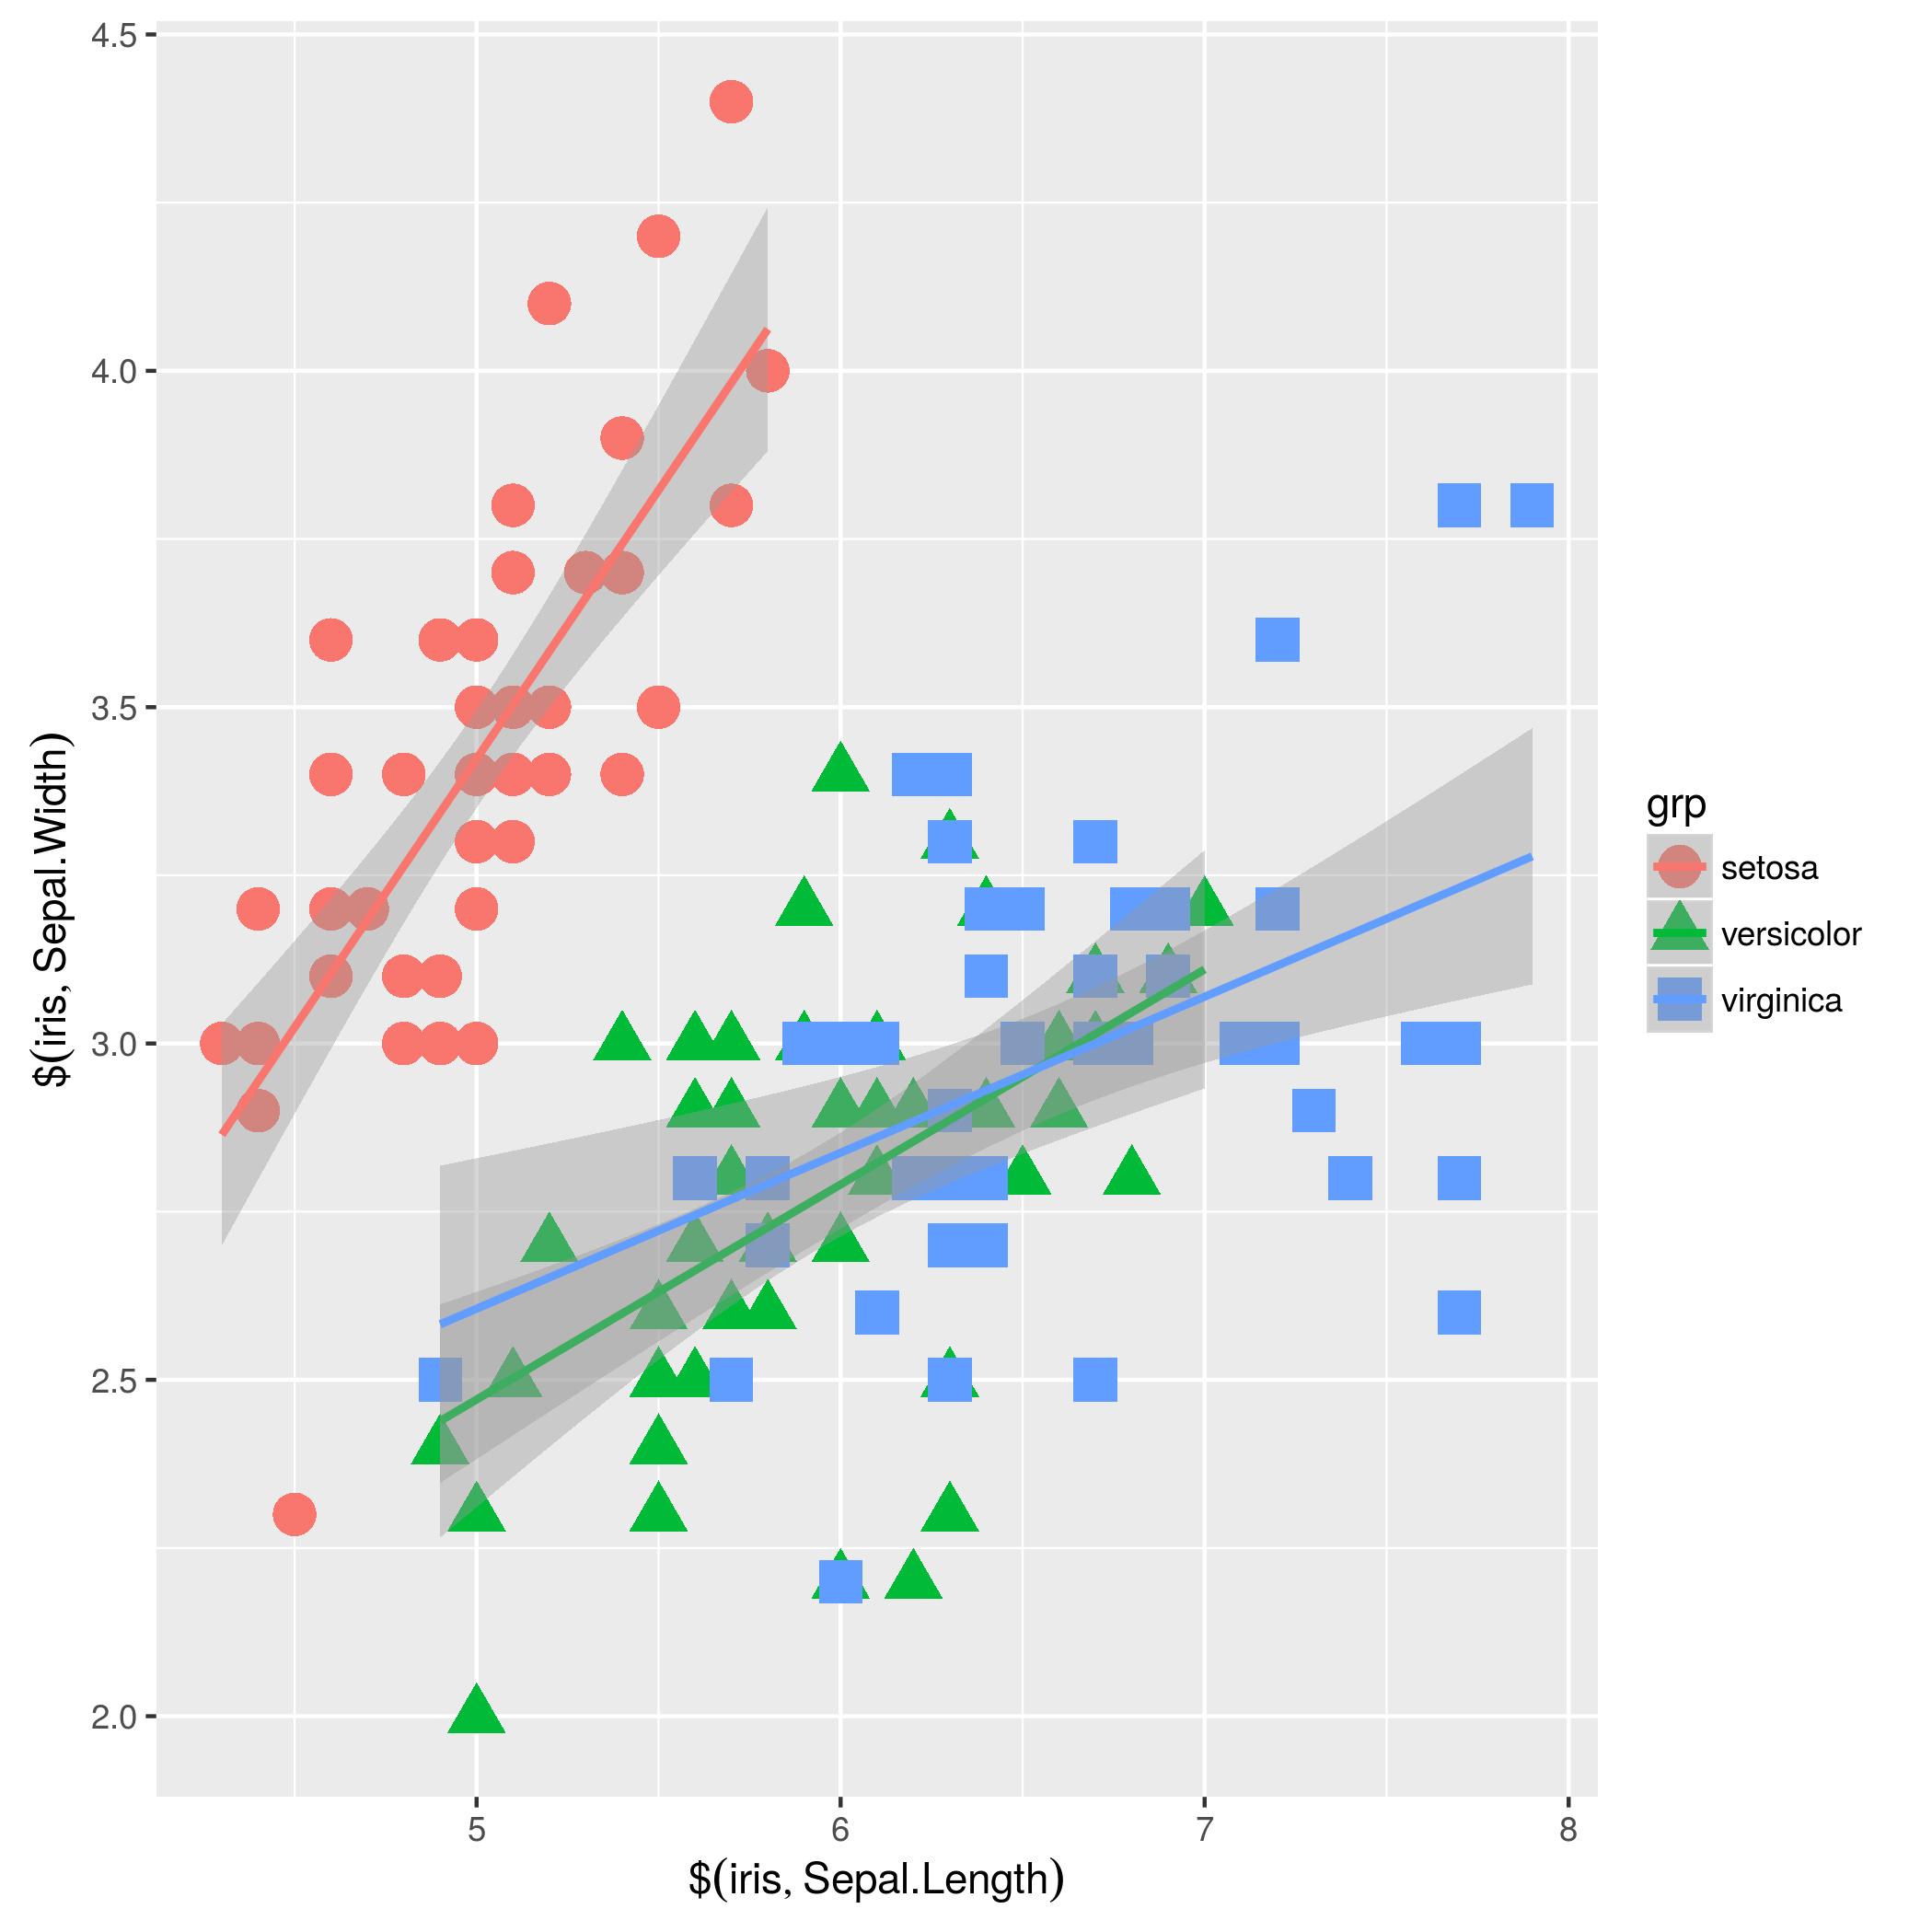 4.5
4.0
3.5
3.0
2.5
2.0
$(iris, Sepal.Width)
5 6 7 8
$(iris, Sepal.Length)
grp
setosa
versicolor
virginica